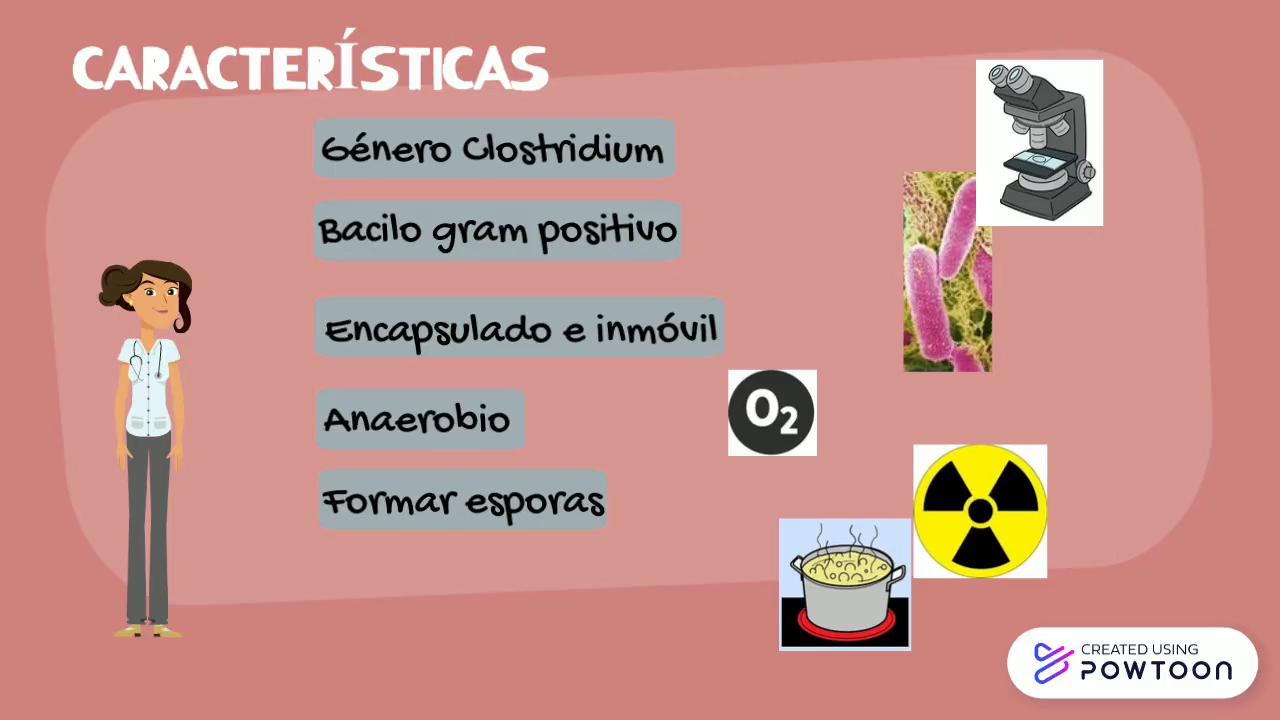 CARACTERÍSTICAS
Género Clostridium
Bacilo gram positivo
Encapsulado e inmóvil
Anaerobio
O₂
Formar esporas
CREATED USING
POWTOON